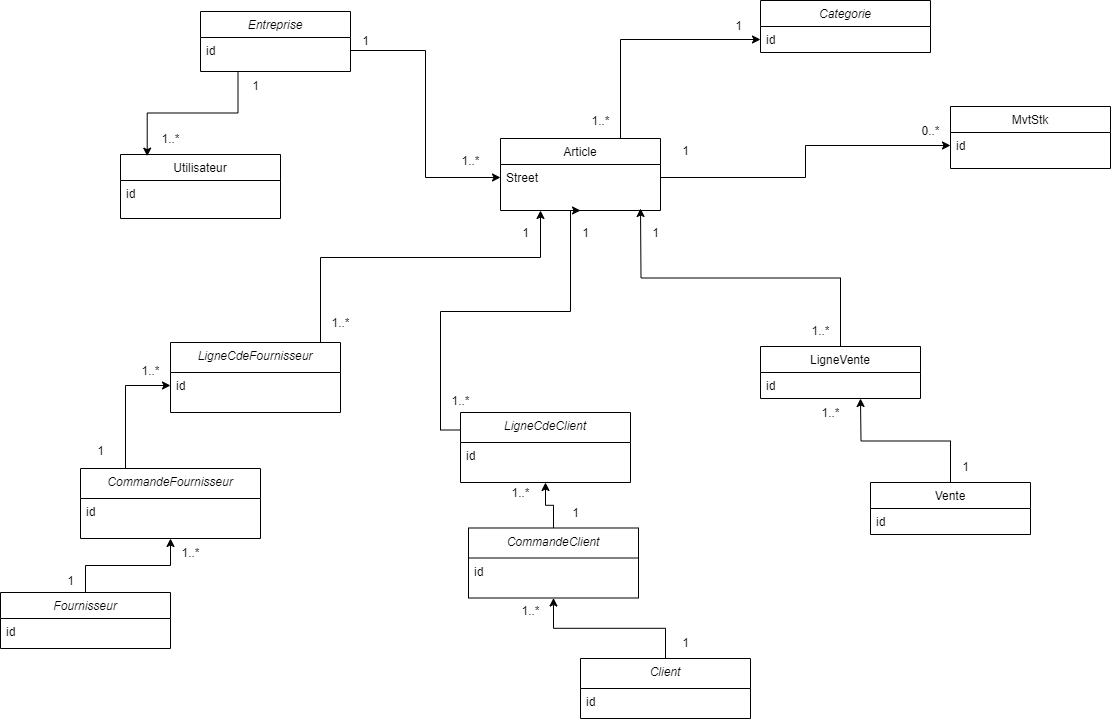 Entreprise
id
1
1
1..*
Utilisateur
id
1..*
Categorie
id
1
1..*
Article
Street
1
0..*
MvtStk
id
1
1
1
1..*
LigneCdeFournisseur
id
1..*
1
CommandeFournisseur
id
1..*
1
Fournisseur
id
1..*
LigneCdeClient
id
1..*
1
CommandeClient
id
1..*
1
Client
id
1..*
LigneVente
id
1..*
1
Vente
id